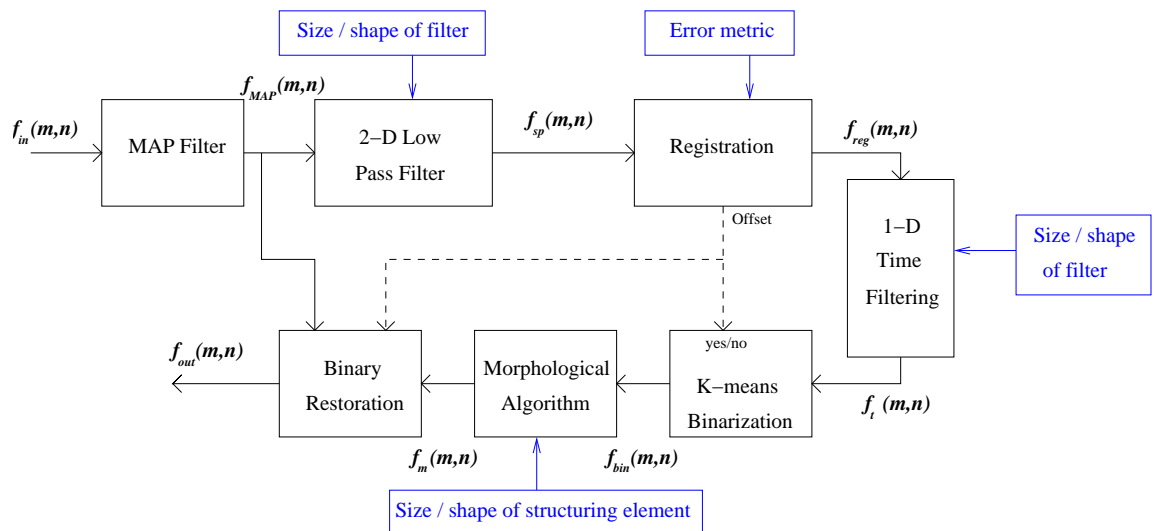 Size / shape of filter
Error metric
f_MAP(m,n)
f_in(m,n)
MAP Filter
2–D Low
Pass Filter
f_sp(m,n)
Registration
f_reg(m,n)
Offset
1–D
Time
Filtering
Size / shape
of filter
f_out(m,n)
Binary
Restoration
Morphological
Algorithm
yes/no
K–means
Binarization
f_t (m,n)
f_m(m,n)
f_bin(m,n)
Size / shape of structuring element